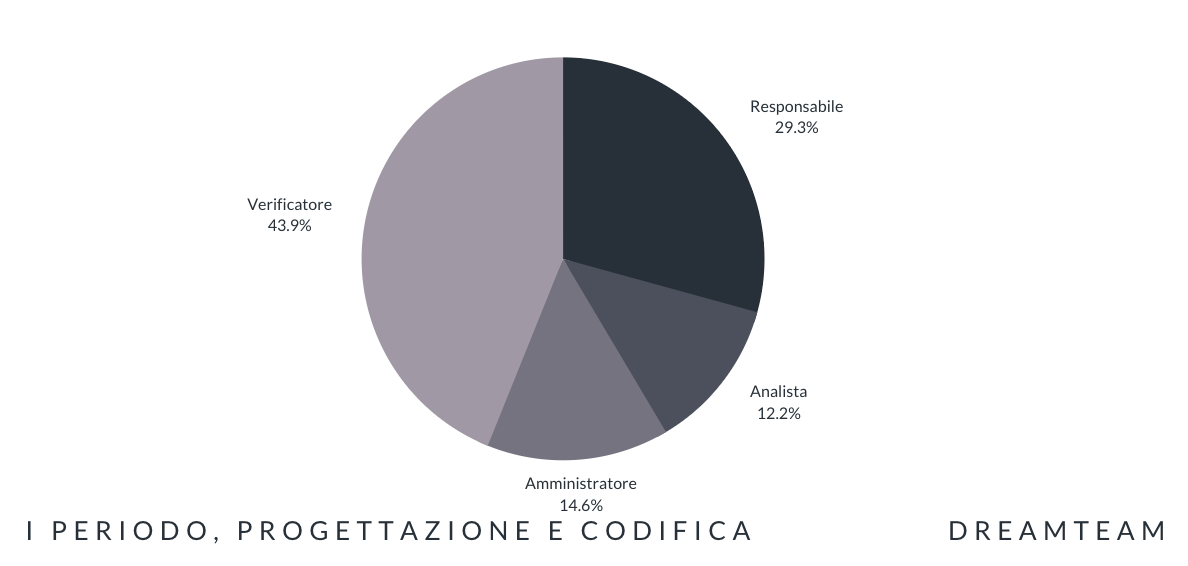 Responsabile
29.3%
Verificatore
43.9%
Analista
12.2%
Amministratore
14.6%
I PERIODO, PROGETTAZIONE E CODIFICA
DREAMTEAM